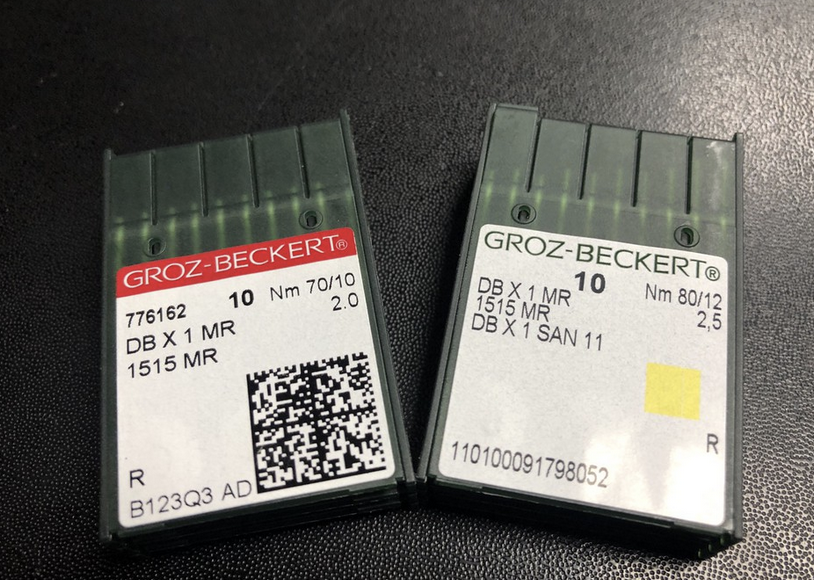 GROZ-BECKERT®
776162 10 Nm 70/10
2.0
DB X 1 MR
1515 MR
R
B123Q3 AD
GROZ-BECKERT®
10
DB X 1 MR Nm 80/12
1515 MR 2,5
DB X 1 SAN 11
R
110100091798052